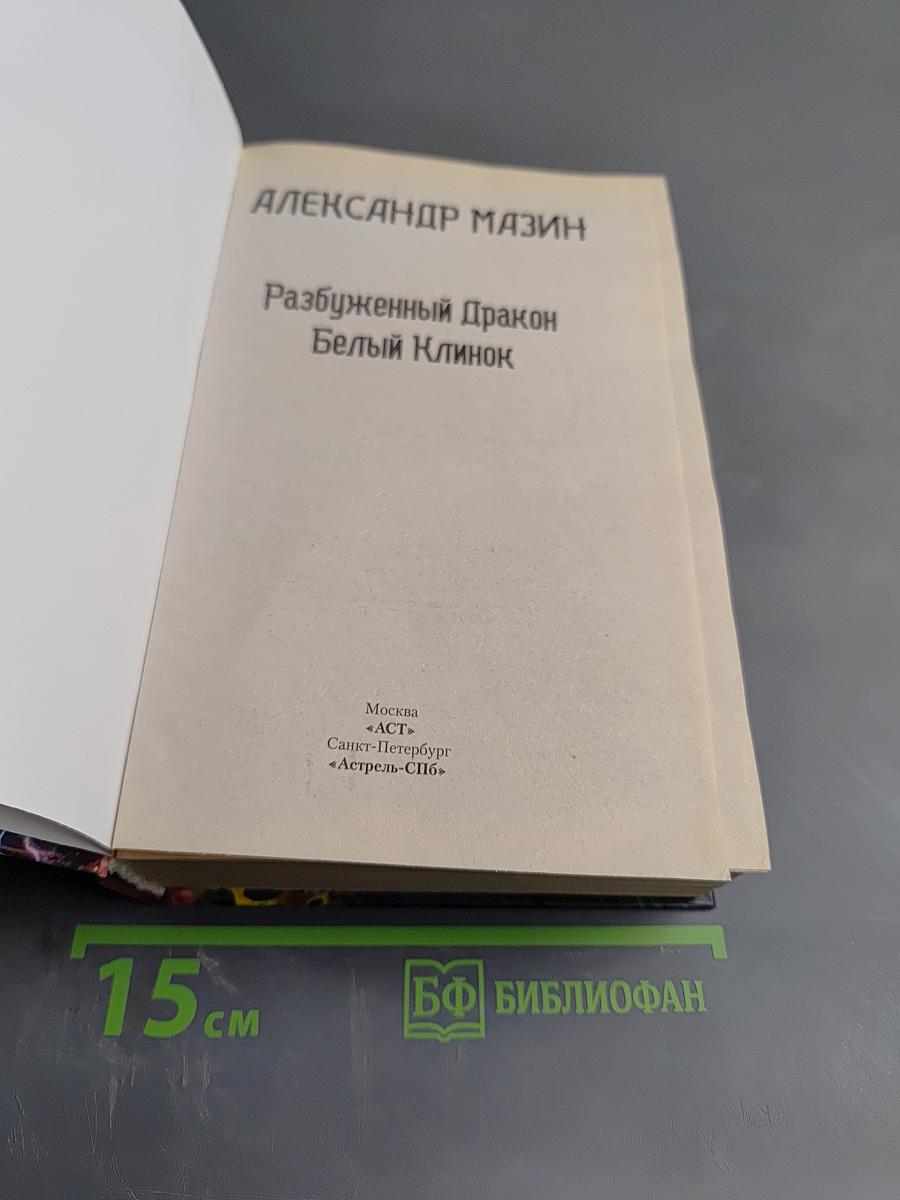 АЛЕКСАНДР МАЗИН
Разбуженный Дракон
Белый Клинок
Москва
«АСТ»
Санкт-Петербург
«Астрель-СПб»
15 см
БФ БИБЛИОФАН